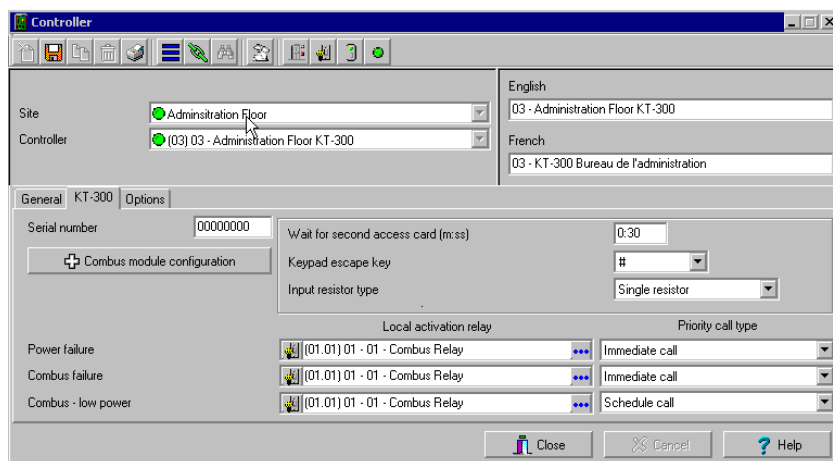 Controller
English
Site
Adminsitration Floor
03 - Administration Floor KT-300
Controller
(03) 03 - Administration Floor KT-300
French
03 - KT-300 Bureau de l'administration
General KT-300 Options
Serial number
00000000
Combus module configuration
Wait for second access card (m:ss)
0:30
Keypad escape key
#
Input resistor type
Single resistor
Local activation relay
Priority call type
Power failure
(01.01) 01 - 01 - Combus Relay
Immediate call
Combus failure
(01.01) 01 - 01 - Combus Relay
Immediate call
Combus - low power
(01.01) 01 - 01 - Combus Relay
Schedule call
Close
Cancel
Help